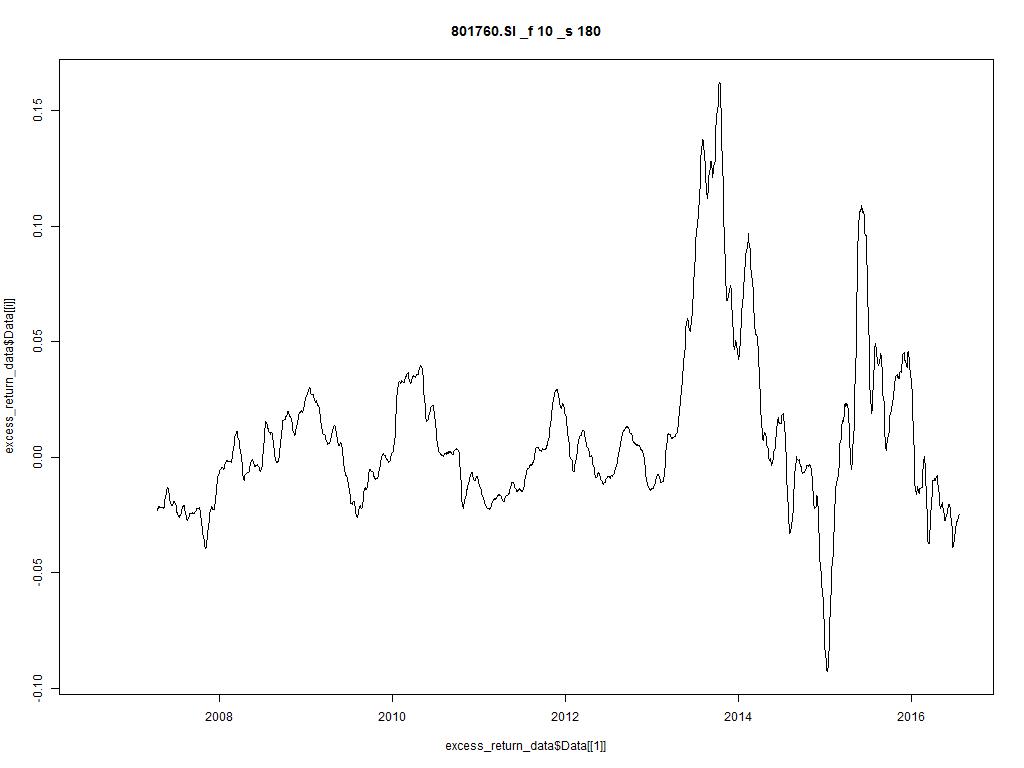 801760.SI _f 10 _s 180
excess_return_data$Data[[i]]
0.15
0.10
0.05
0.00
-0.05
-0.10
2008 2010 2012 2014 2016
excess_return_data$Data[[1]]